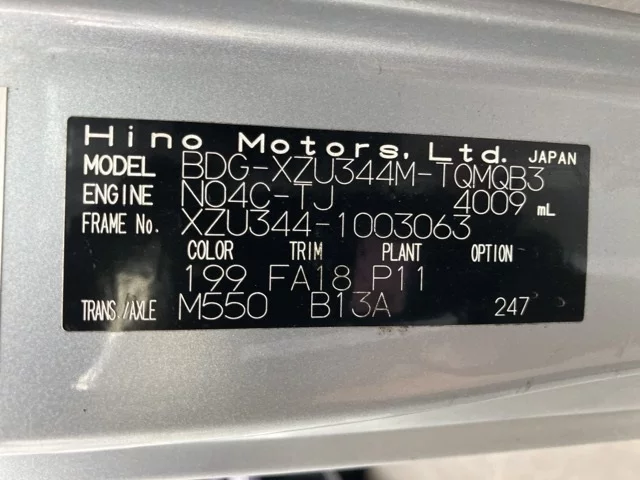 Hino Motors, Ltd. JAPAN
MODEL BDG-XZU344M-TQMQB3
ENGINE N04C-TJ 4009 mL
FRAME No. XZU344-1003063
COLOR TRIM PLANT OPTION
199 FA18 P11
TRANS./AXLE M550 B13A 247